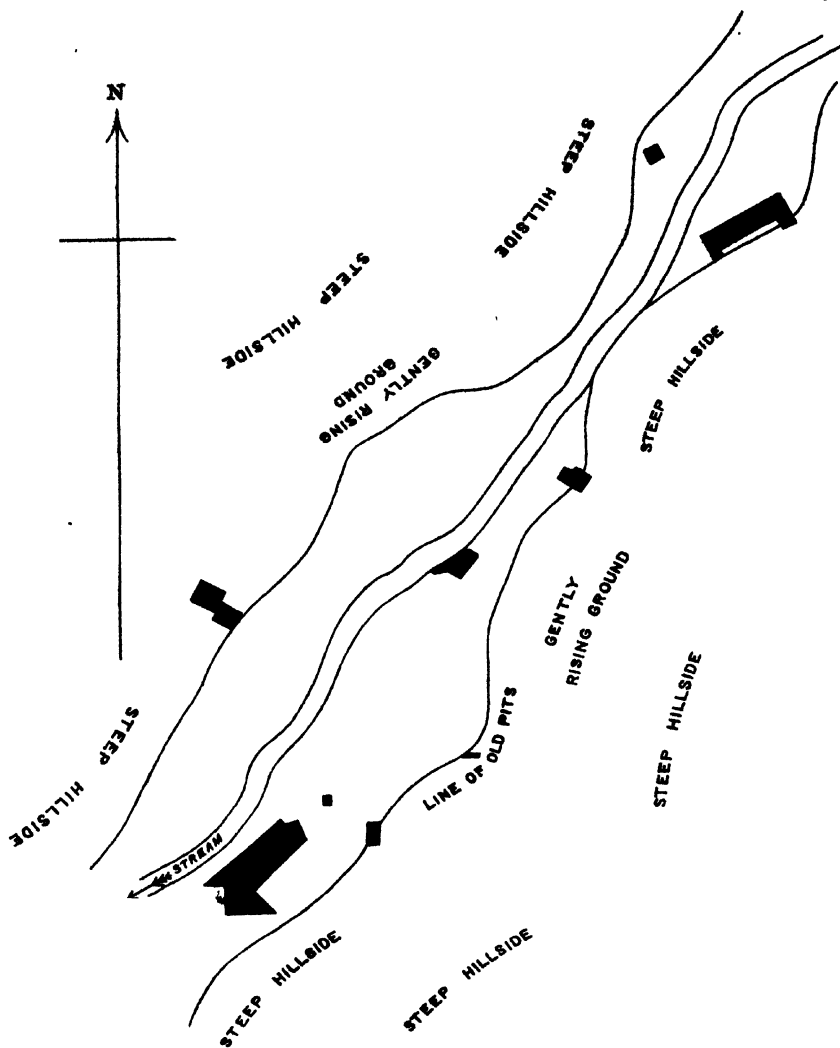 N
STEEP HILLSIDE
STEEP HILLSIDE
GENTLY RISING
GROUND
STEEP HILLSIDE
GENTLY
RISING GROUND
STEEP HILLSIDE
LINE OF OLD PITS
STEEP HILLSIDE
STREAM
STEEP HILLSIDE
STEEP HILLSIDE